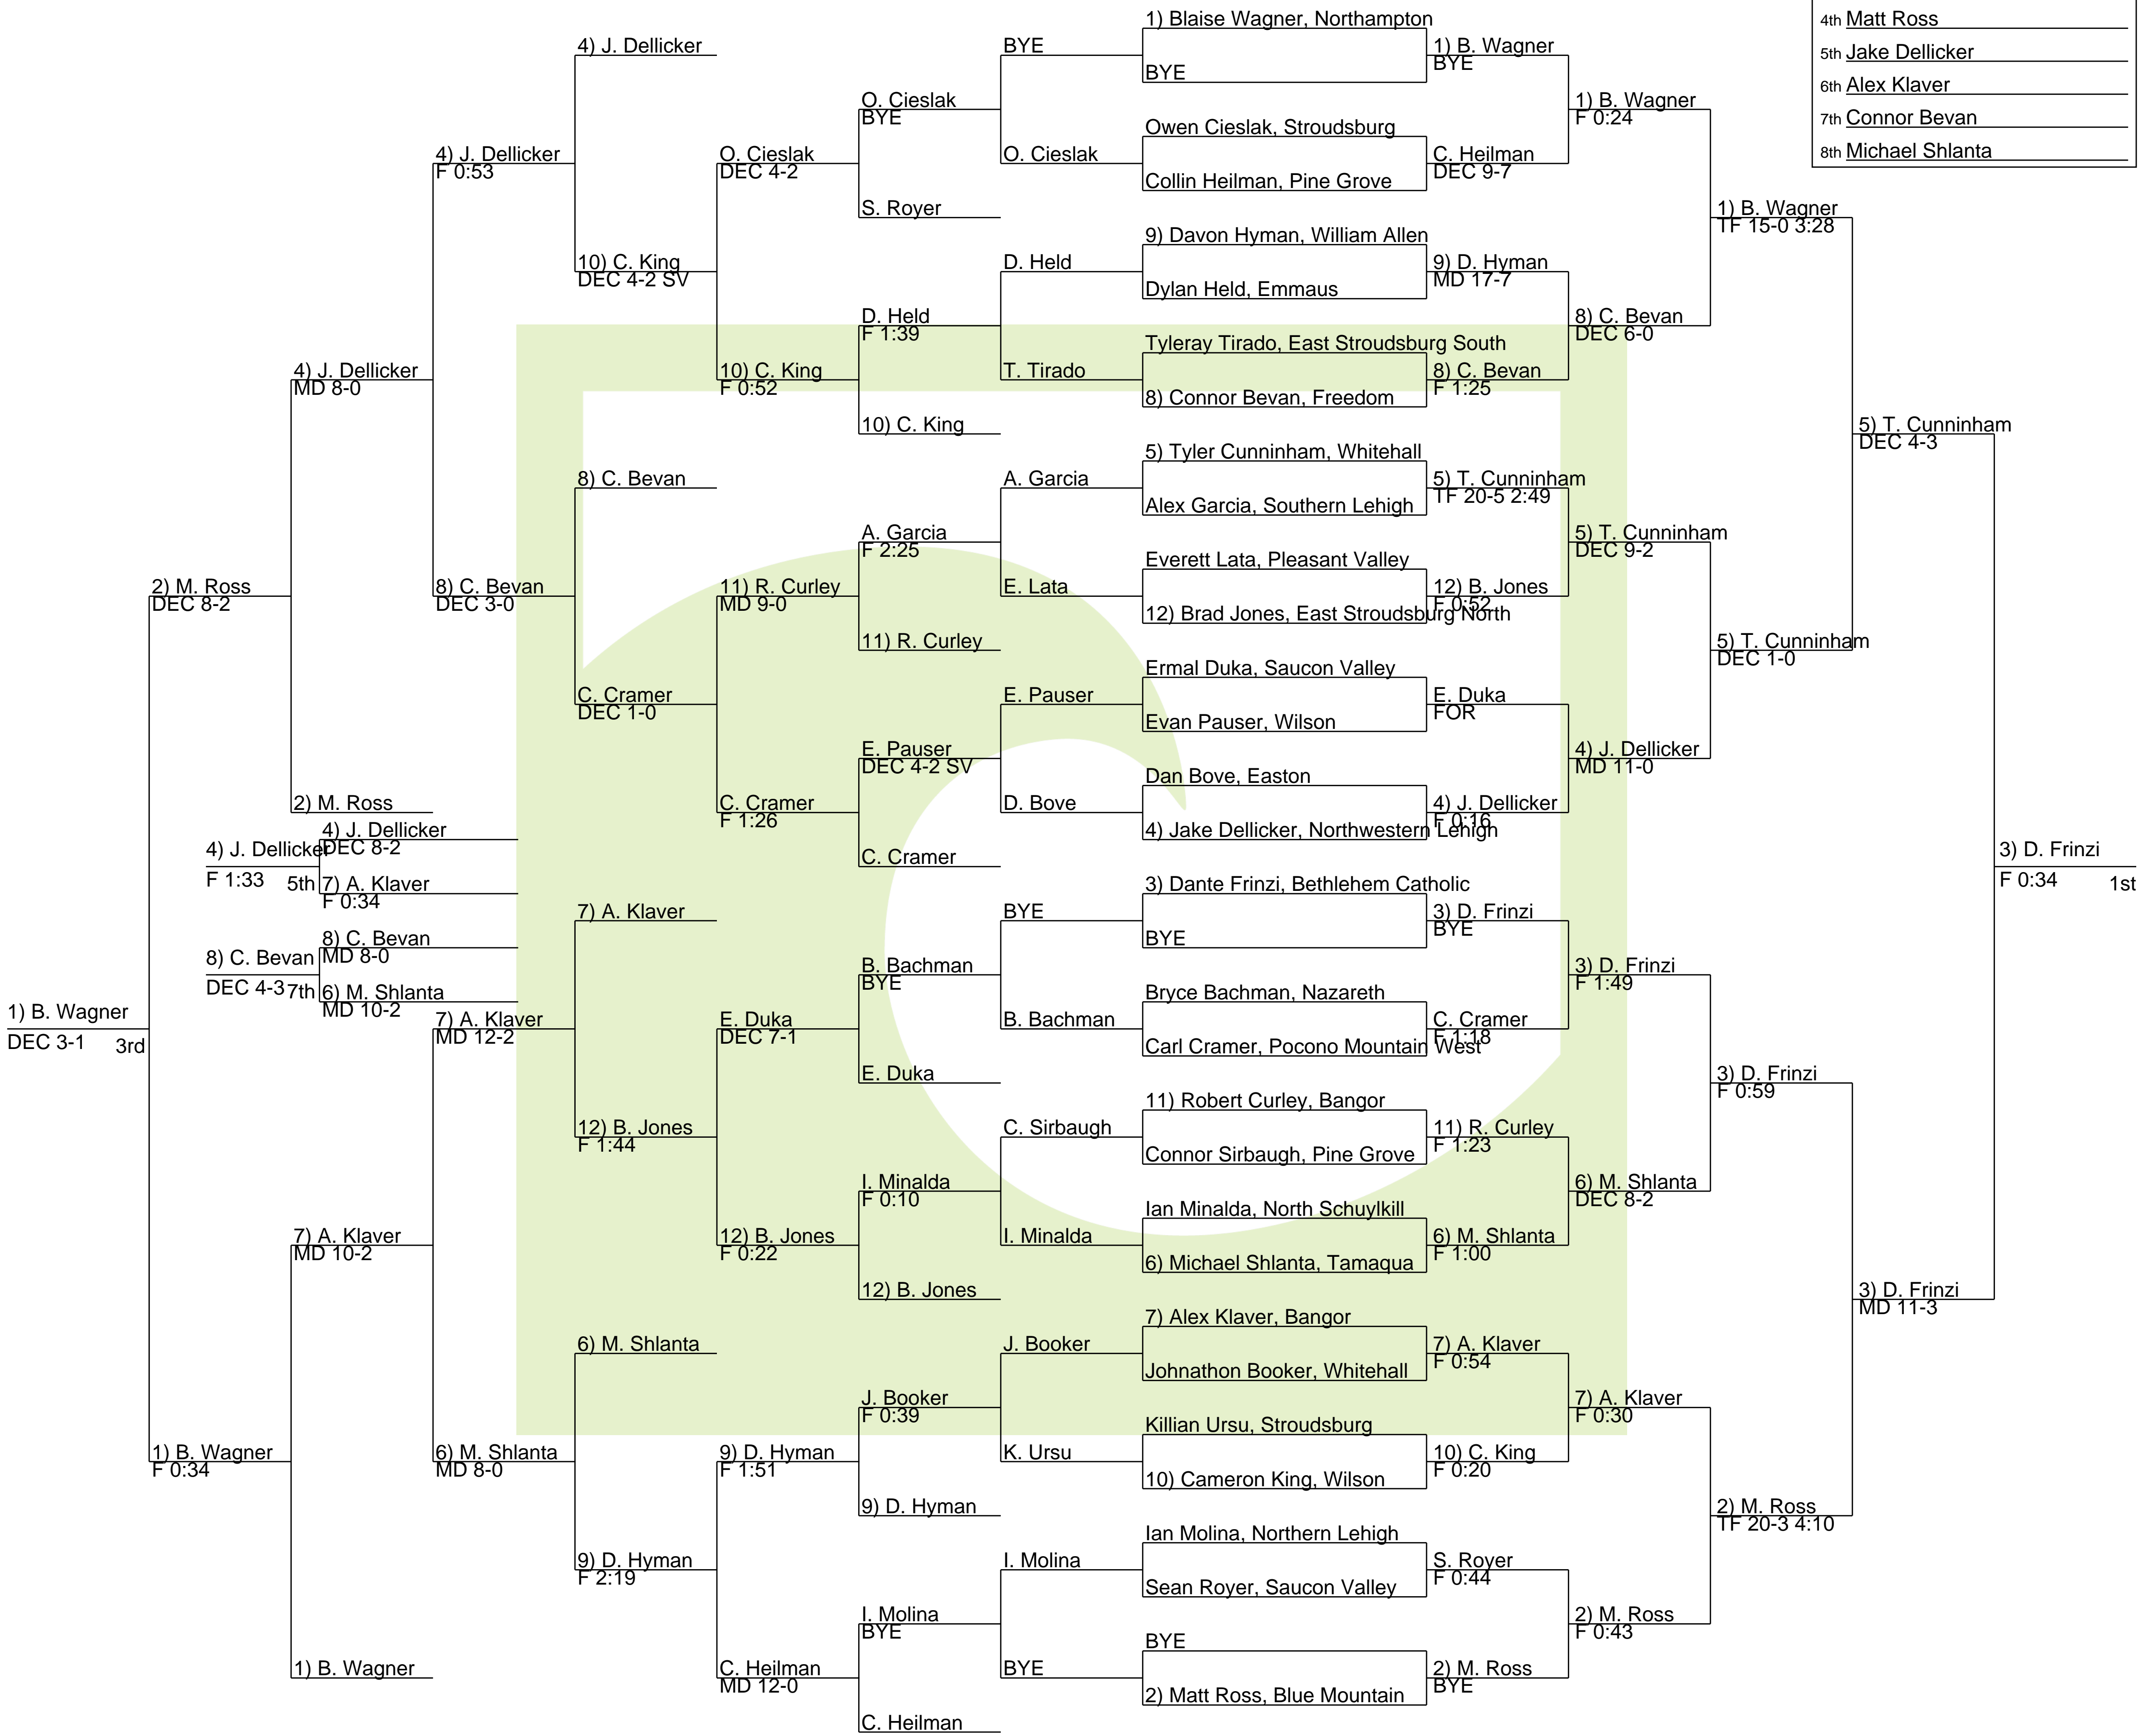 4th Matt Ross
5th Jake Dellicker
6th Alex Klaver
7th Connor Bevan
8th Michael Shlanta
1) B. Wagner
DEC 3-1 3rd
2) M. Ross
DEC 8-2
1) B. Wagner
F 0:34
4) J. Dellicker
MD 8-0
2) M. Ross
4) J. Dellicker
F 1:33 5th
4) J. Dellicker
DEC 8-2
7) A. Klaver
F 0:34
8) C. Bevan
DEC 4-3 7th
8) C. Bevan
MD 8-0
6) M. Shlanta
MD 10-2
7) A. Klaver
MD 10-2
1) B. Wagner
4) J. Dellicker
F 0:53
8) C. Bevan
DEC 3-0
7) A. Klaver
MD 12-2
6) M. Shlanta
MD 8-0
4) J. Dellicker
10) C. King
DEC 4-2 SV
8) C. Bevan
C. Cramer
DEC 1-0
7) A. Klaver
12) B. Jones
F 1:44
6) M. Shlanta
9) D. Hyman
F 2:19
O. Cieslak
DEC 4-2
10) C. King
F 0:52
11) R. Curley
MD 9-0
C. Cramer
F 1:26
E. Duka
DEC 7-1
12) B. Jones
F 0:22
9) D. Hyman
F 1:51
C. Heilman
MD 12-0
O. Cieslak
BYE
S. Royer
D. Held
F 1:39
10) C. King
A. Garcia
F 2:25
11) R. Curley
E. Pauser
DEC 4-2 SV
C. Cramer
B. Bachman
BYE
E. Duka
I. Minalda
F 0:10
12) B. Jones
J. Booker
F 0:39
9) D. Hyman
I. Molina
BYE
C. Heilman
BYE
O. Cieslak
D. Held
T. Tirado
A. Garcia
E. Lata
E. Pauser
D. Bove
BYE
B. Bachman
C. Sirbaugh
I. Minalda
J. Booker
K. Ursu
I. Molina
BYE
1) Blaise Wagner, Northampton
BYE
Owen Cieslak, Stroudsburg
Collin Heilman, Pine Grove
9) Davon Hyman, William Allen
Dylan Held, Emmaus
Tyleray Tirado, East Stroudsburg South
8) Connor Bevan, Freedom
5) Tyler Cunninham, Whitehall
Alex Garcia, Southern Lehigh
Everett Lata, Pleasant Valley
12) Brad Jones, East Stroudsburg North
Ermal Duka, Saucon Valley
Evan Pauser, Wilson
Dan Bove, Easton
4) Jake Dellicker, Northwestern Lehigh
3) Dante Frinzi, Bethlehem Catholic
BYE
Bryce Bachman, Nazareth
Carl Cramer, Pocono Mountain West
11) Robert Curley, Bangor
Connor Sirbaugh, Pine Grove
Ian Minalda, North Schuylkill
6) Michael Shlanta, Tamaqua
7) Alex Klaver, Bangor
Johnathon Booker, Whitehall
Killian Ursu, Stroudsburg
10) Cameron King, Wilson
Ian Molina, Northern Lehigh
Sean Royer, Saucon Valley
BYE
2) Matt Ross, Blue Mountain
1) B. Wagner
BYE
C. Heilman
DEC 9-7
9) D. Hyman
MD 17-7
8) C. Bevan
F 1:25
5) T. Cunninham
TF 20-5 2:49
12) B. Jones
F 0:52
E. Duka
FOR
4) J. Dellicker
F 0:16
3) D. Frinzi
BYE
C. Cramer
F 1:18
11) R. Curley
F 1:23
6) M. Shlanta
F 1:00
7) A. Klaver
F 0:54
10) C. King
F 0:20
S. Royer
F 0:44
2) M. Ross
BYE
1) B. Wagner
F 0:24
8) C. Bevan
DEC 6-0
5) T. Cunninham
DEC 9-2
4) J. Dellicker
MD 11-0
3) D. Frinzi
F 1:49
6) M. Shlanta
DEC 8-2
7) A. Klaver
F 0:30
2) M. Ross
F 0:43
1) B. Wagner
TF 15-0 3:28
5) T. Cunninham
DEC 1-0
3) D. Frinzi
F 0:59
2) M. Ross
TF 20-3 4:10
5) T. Cunninham
DEC 4-3
3) D. Frinzi
MD 11-3
3) D. Frinzi
F 0:34 1st